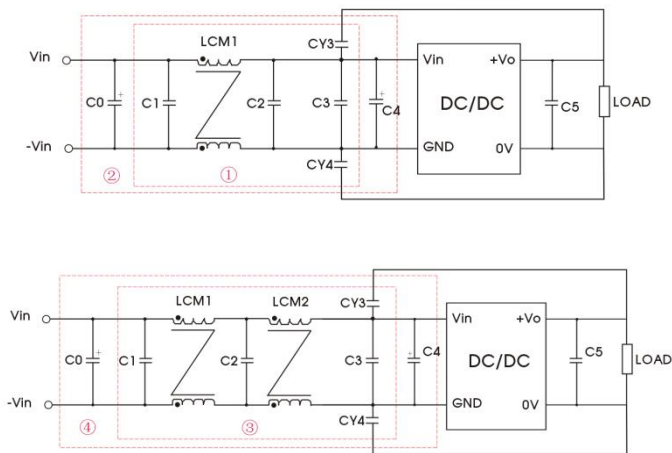 LCM1
CY3
Vin
Vin
+Vo
C0
+
C1
C2
C3
+
C4
DC/DC
C5
LOAD
-Vin
GND
0V
CY4
②
①
LCM1
LCM2
CY3
Vin
Vin
+Vo
C0
+
C1
C2
C3
C4
DC/DC
C5
LOAD
-Vin
GND
0V
CY4
④
③